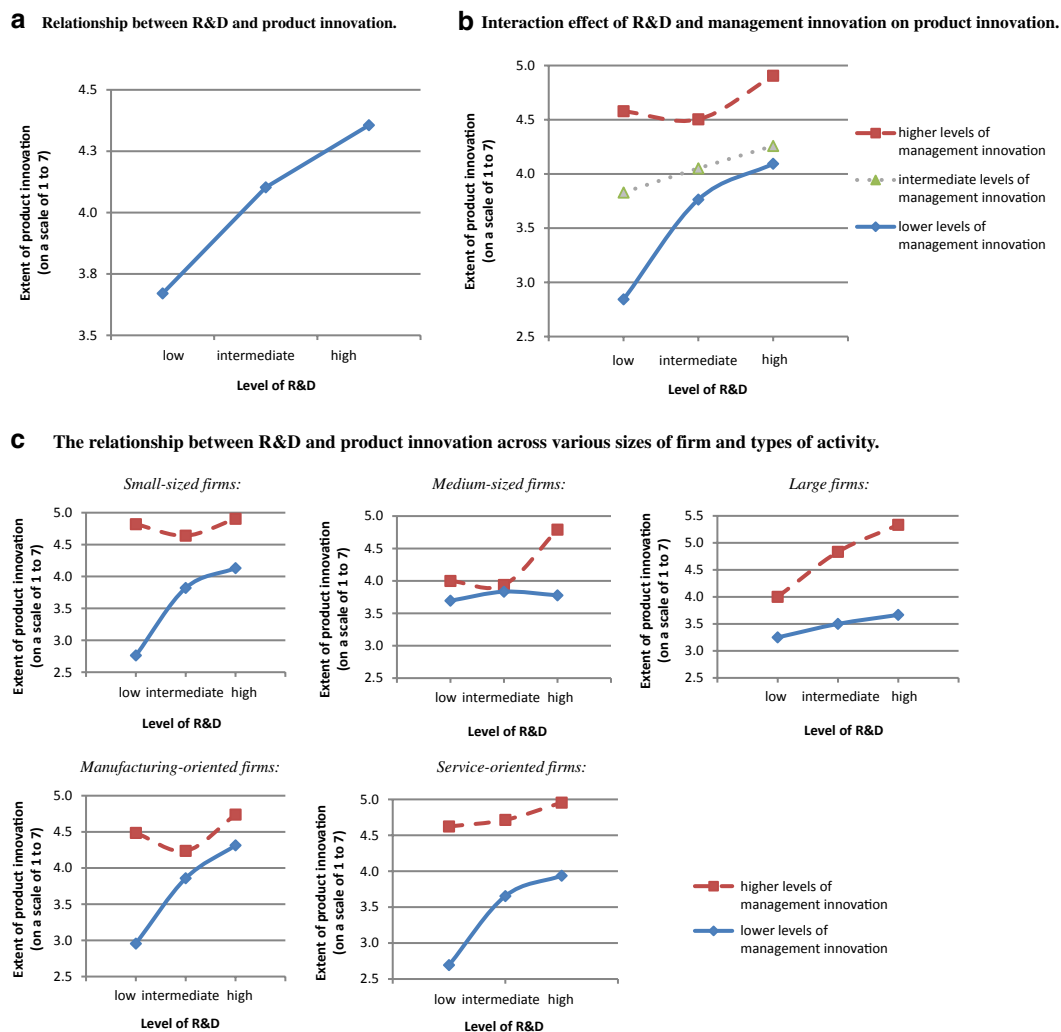 a Relationship between R&D and product innovation.
Extent of product innovation
(on a scale of 1 to 7)
4.5
4.3
4.0
3.8
3.5
low intermediate high
Level of R&D
b Interaction effect of R&D and management innovation on product innovation.
Extent of product innovation
(on a scale of 1 to 7)
5.0
4.5
4.0
3.5
3.0
2.5
low intermediate high
Level of R&D
higher levels of
management innovation
intermediate levels of
management innovation
lower levels of
management innovation
c The relationship between R&D and product innovation across various sizes of firm and types of activity.
Small-sized firms:
Extent of product innovation
(on a scale of 1 to 7)
5.0
4.5
4.0
3.5
3.0
2.5
low intermediate high
Level of R&D
Medium-sized firms:
Extent of product innovation
(on a scale of 1 to 7)
5.0
4.5
4.0
3.5
3.0
2.5
low intermediate high
Level of R&D
Large firms:
Extent of product innovation
(on a scale of 1 to 7)
5.5
5.0
4.5
4.0
3.5
3.0
2.5
low intermediate high
Level of R&D
Manufacturing-oriented firms:
Extent of product innovation
(on a scale of 1 to 7)
5.0
4.5
4.0
3.5
3.0
2.5
low intermediate high
Level of R&D
Service-oriented firms:
Extent of product innovation
(on a scale of 1 to 7)
5.0
4.5
4.0
3.5
3.0
2.5
low intermediate high
Level of R&D
higher levels of
management innovation
lower levels of
management innovation